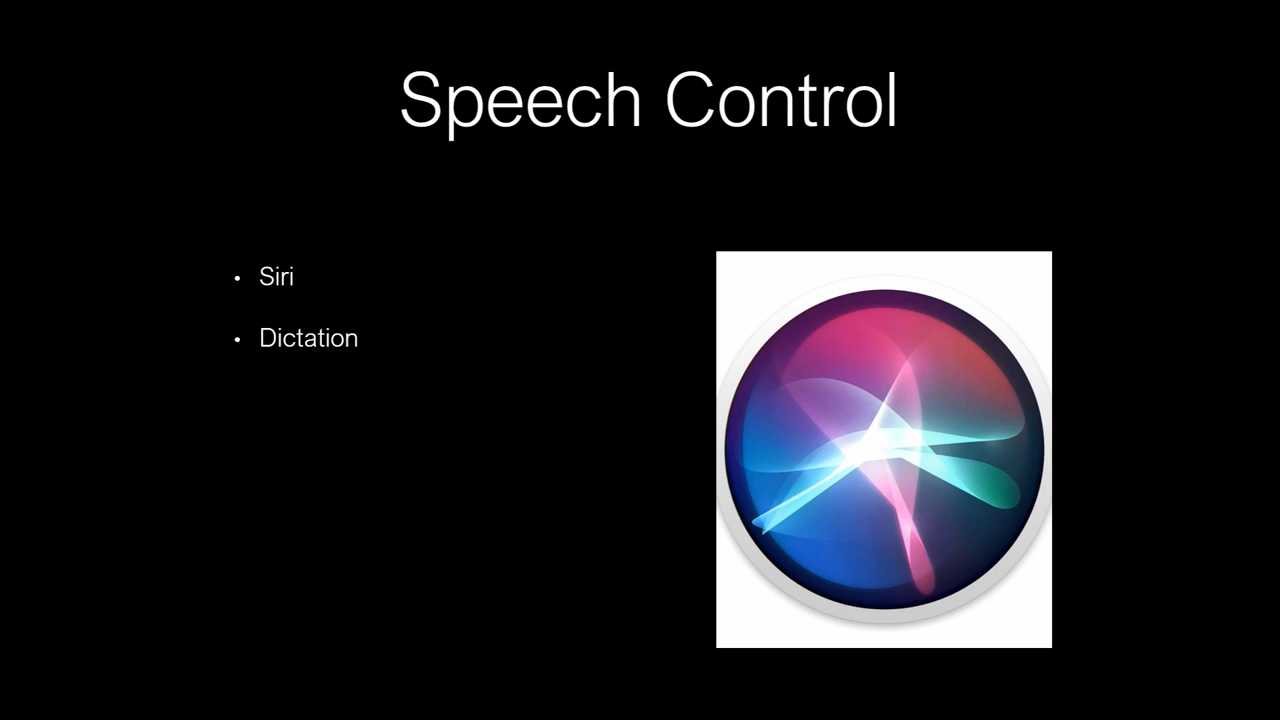 Speech Control
• Siri
• Dictation